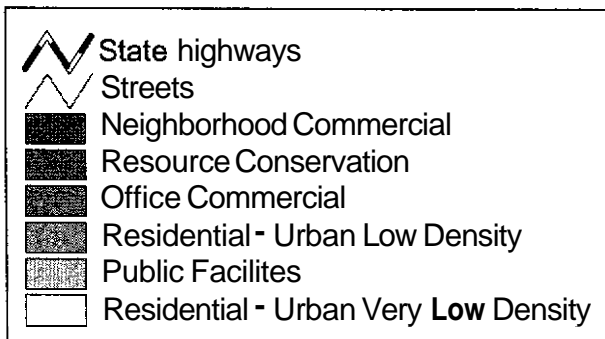 State highways
Streets
Neighborhood Commercial
Resource Conservation
Office Commercial
Residential - Urban Low Density
Public Facilites
Residential - Urban Very Low Density